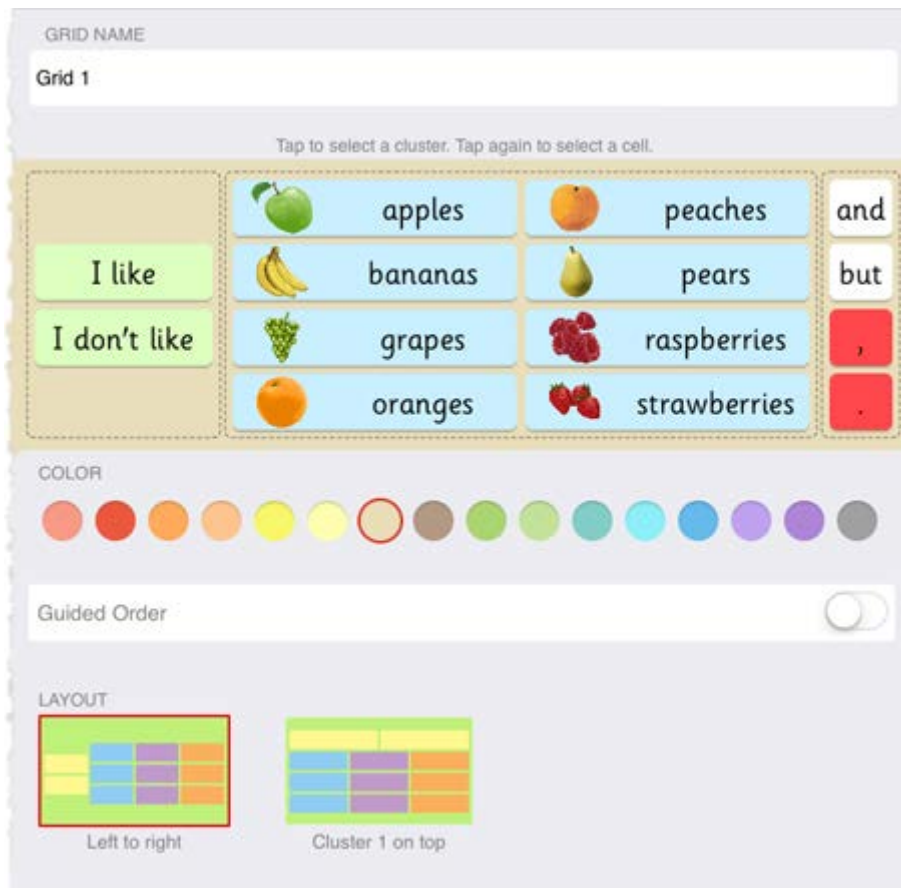 GRID NAME
Grid 1
Tap to select a cluster. Tap again to select a cell.
apples peaches and
I like bananas pears but
I don't like grapes raspberries ,
oranges strawberries .
COLOR
Guided Order
LAYOUT
Left to right Cluster 1 on top